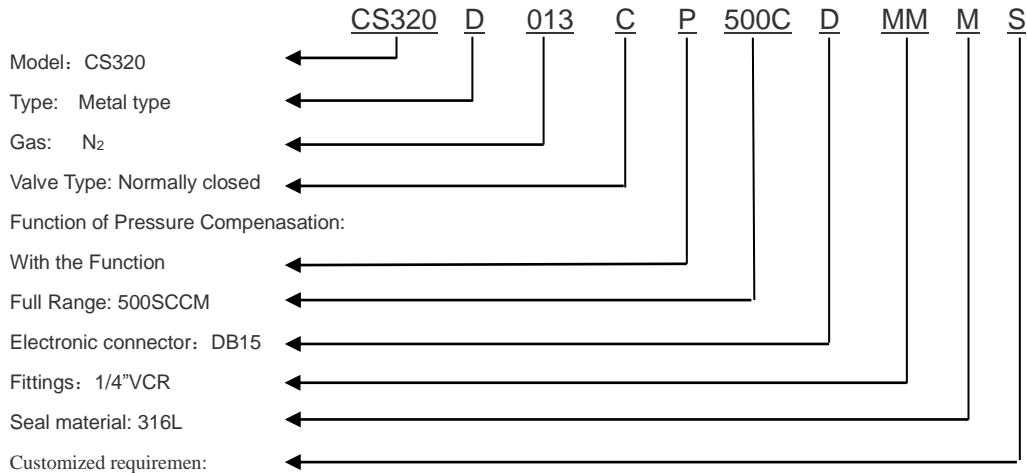 CS320 D 013 C P 500C D MM M S
Model：CS320
Type: Metal type
Gas: N₂
Valve Type: Normally closed
Function of Pressure Compenasation:
With the Function
Full Range: 500SCCM
Electronic connector：DB15
Fittings：1/4”VCR
Seal material: 316L
Customized requiremen: